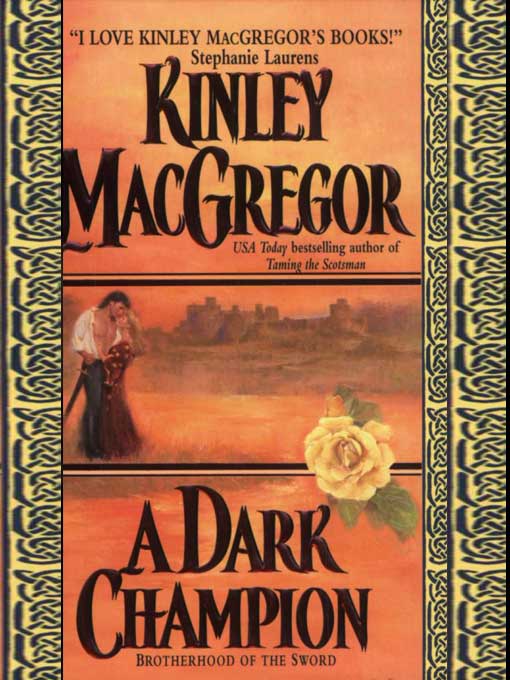 “I LOVE KINLEY MACGREGOR’S BOOKS!”
Stephanie Laurens
KINLEY
MACGREGOR
USA Today bestselling author of
Taming the Scotsman
A DARK
CHAMPION
BROTHERHOOD OF THE SWORD